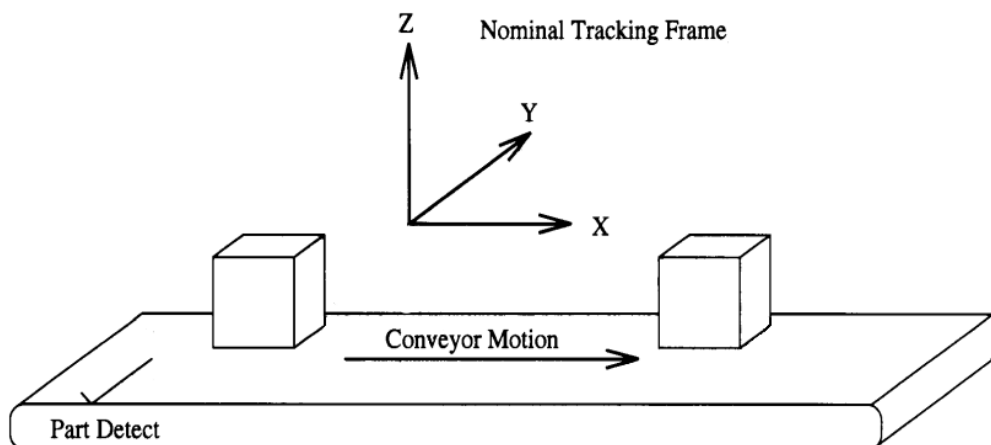 Z
Nominal Tracking Frame
Y
X
Conveyor Motion
Part Detect